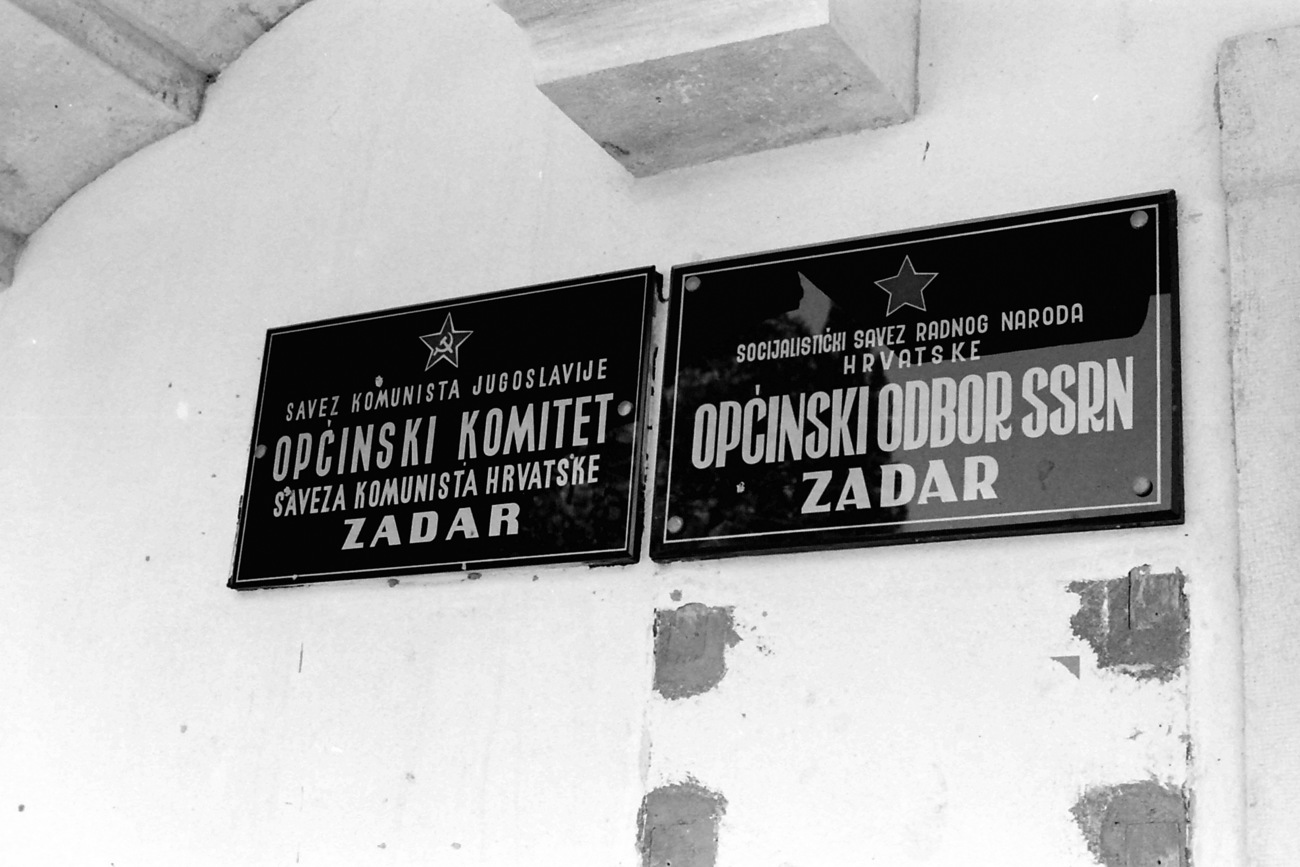 SAVEZ KOMUNISTA JUGOSLAVIJE
OPĆINSKI KOMITET
SAVEZA KOMUNISTA HRVATSKE
ZADAR
SOCIJALISTIČKI SAVEZ RADNOG NARODA
HRVATSKE
OPĆINSKI ODBOR SSRN
ZADAR